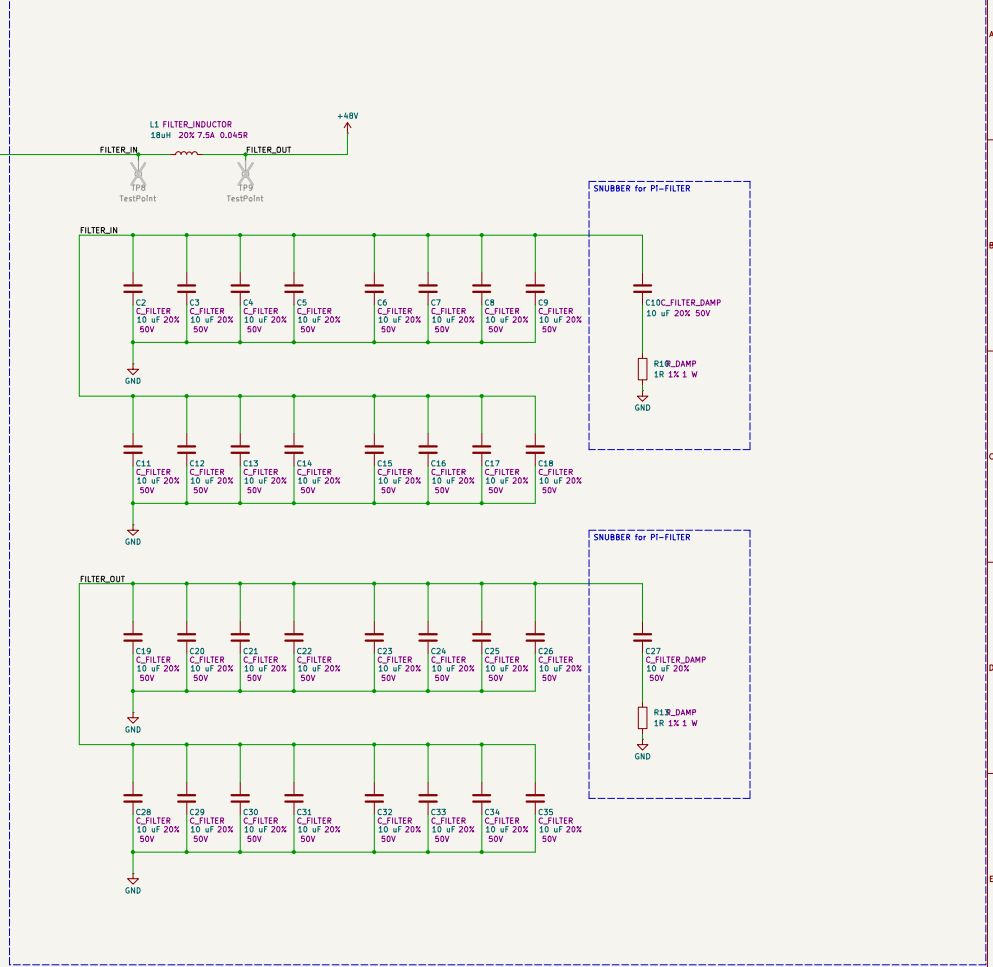 A
+48V
L1 FILTER_INDUCTOR
18uH 20% 7.5A 0.045R
FILTER_IN
FILTER_OUT
TP8
TestPoint
TP9
TestPoint
SNUBBER for PI-FILTER
FILTER_IN
B
C2 C3 C4 C5 C6 C7 C8 C9
C10 C_FILTER_DAMP
C_FILTER C_FILTER C_FILTER C_FILTER C_FILTER C_FILTER C_FILTER C_FILTER
10 uF 20% 50V
10 uF 20% 10 uF 20% 10 uF 20% 10 uF 20% 10 uF 20% 10 uF 20% 10 uF 20% 10 uF 20%
50V 50V 50V 50V 50V 50V 50V 50V
R_DAMP
1R 1% 1 W
GND
GND
C
C11 C12 C13 C14 C15 C16 C17 C18
C_FILTER C_FILTER C_FILTER C_FILTER C_FILTER C_FILTER C_FILTER C_FILTER
10 uF 20% 10 uF 20% 10 uF 20% 10 uF 20% 10 uF 20% 10 uF 20% 10 uF 20% 10 uF 20%
50V 50V 50V 50V 50V 50V 50V 50V
GND
SNUBBER for PI-FILTER
FILTER_OUT
C19 C20 C21 C22 C23 C24 C25 C26 C27
C_FILTER C_FILTER C_FILTER C_FILTER C_FILTER C_FILTER C_FILTER C_FILTER C_FILTER_DAMP
10 uF 20% 10 uF 20% 10 uF 20% 10 uF 20% 10 uF 20% 10 uF 20% 10 uF 20% 10 uF 20% 10 uF 20%
50V 50V 50V 50V 50V 50V 50V 50V 50V
D
R_DAMP
1R 1% 1 W
GND
GND
C28 C29 C30 C31 C32 C33 C34 C35
C_FILTER C_FILTER C_FILTER C_FILTER C_FILTER C_FILTER C_FILTER C_FILTER
10 uF 20% 10 uF 20% 10 uF 20% 10 uF 20% 10 uF 20% 10 uF 20% 10 uF 20% 10 uF 20%
50V 50V 50V 50V 50V 50V 50V 50V
E
GND